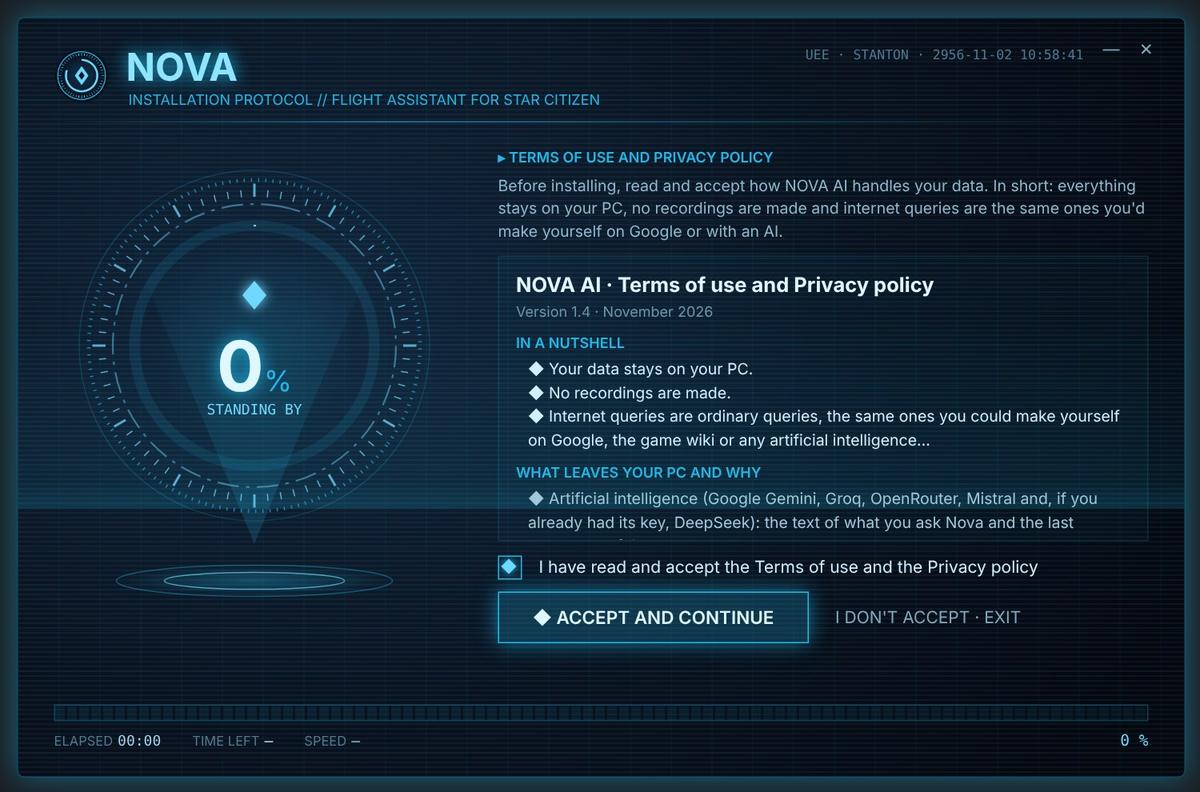 NOVA
INSTALLATION PROTOCOL // FLIGHT ASSISTANT FOR STAR CITIZEN
UEE · STANTON · 2956-11-02 10:58:41
0%
STANDING BY
▸ TERMS OF USE AND PRIVACY POLICY
Before installing, read and accept how NOVA AI handles your data. In short: everything
stays on your PC, no recordings are made and internet queries are the same ones you'd
make yourself on Google or with an AI.
NOVA AI · Terms of use and Privacy policy
Version 1.4 · November 2026
IN A NUTSHELL
◆ Your data stays on your PC.
◆ No recordings are made.
◆ Internet queries are ordinary queries, the same ones you could make yourself
on Google, the game wiki or any artificial intelligence…
WHAT LEAVES YOUR PC AND WHY
◆ Artificial intelligence (Google Gemini, Groq, OpenRouter, Mistral and, if you
already had its key, DeepSeek): the text of what you ask Nova and the last
I have read and accept the Terms of use and the Privacy policy
◆ ACCEPT AND CONTINUE
I DON'T ACCEPT · EXIT
ELAPSED 00:00 TIME LEFT — SPEED —
0 %